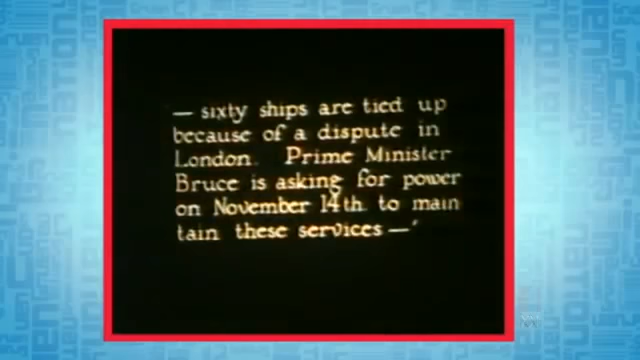 — sixty ships are tied up
because of a dispute in
London. Prime Minister
Bruce is asking for power
on November 14th to main
tain these services —'